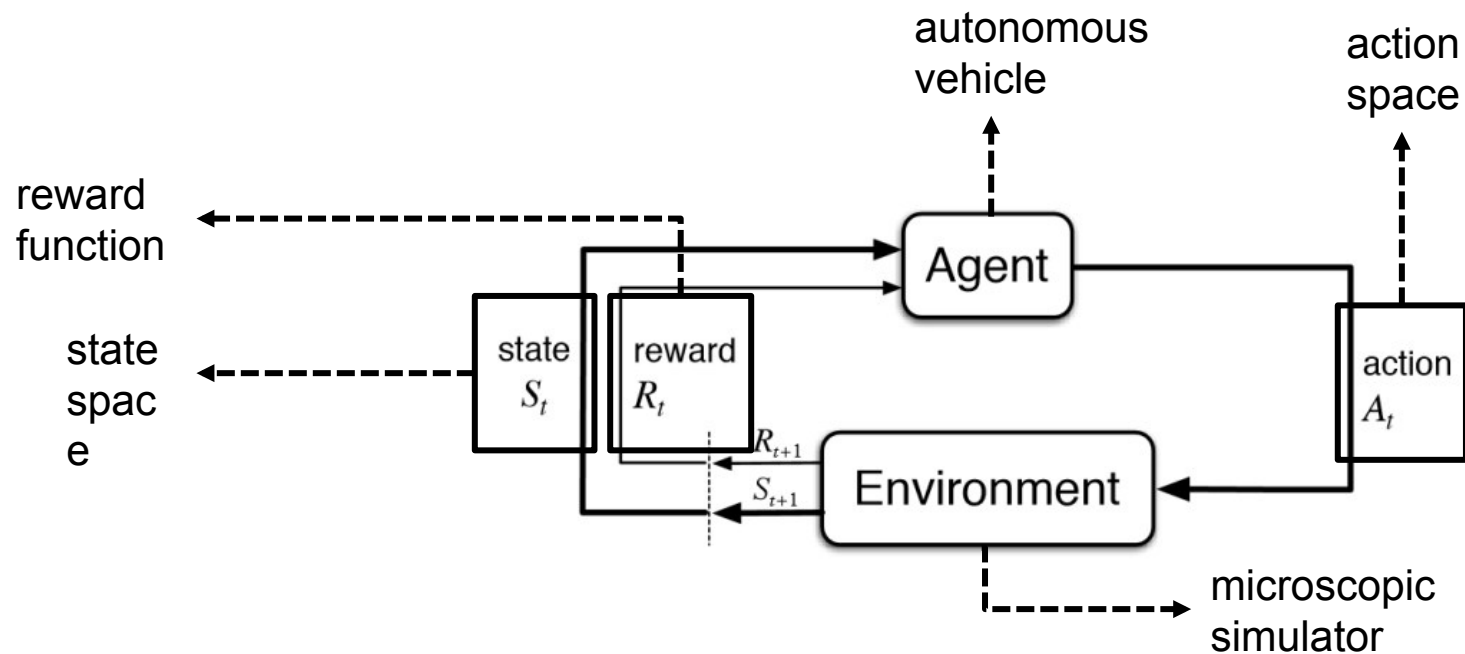 autonomous
vehicle
action
space
reward
function
Agent
state
space
state
S_t
reward
R_t
action
A_t
R_{t+1}
S_{t+1}
Environment
microscopic
simulator